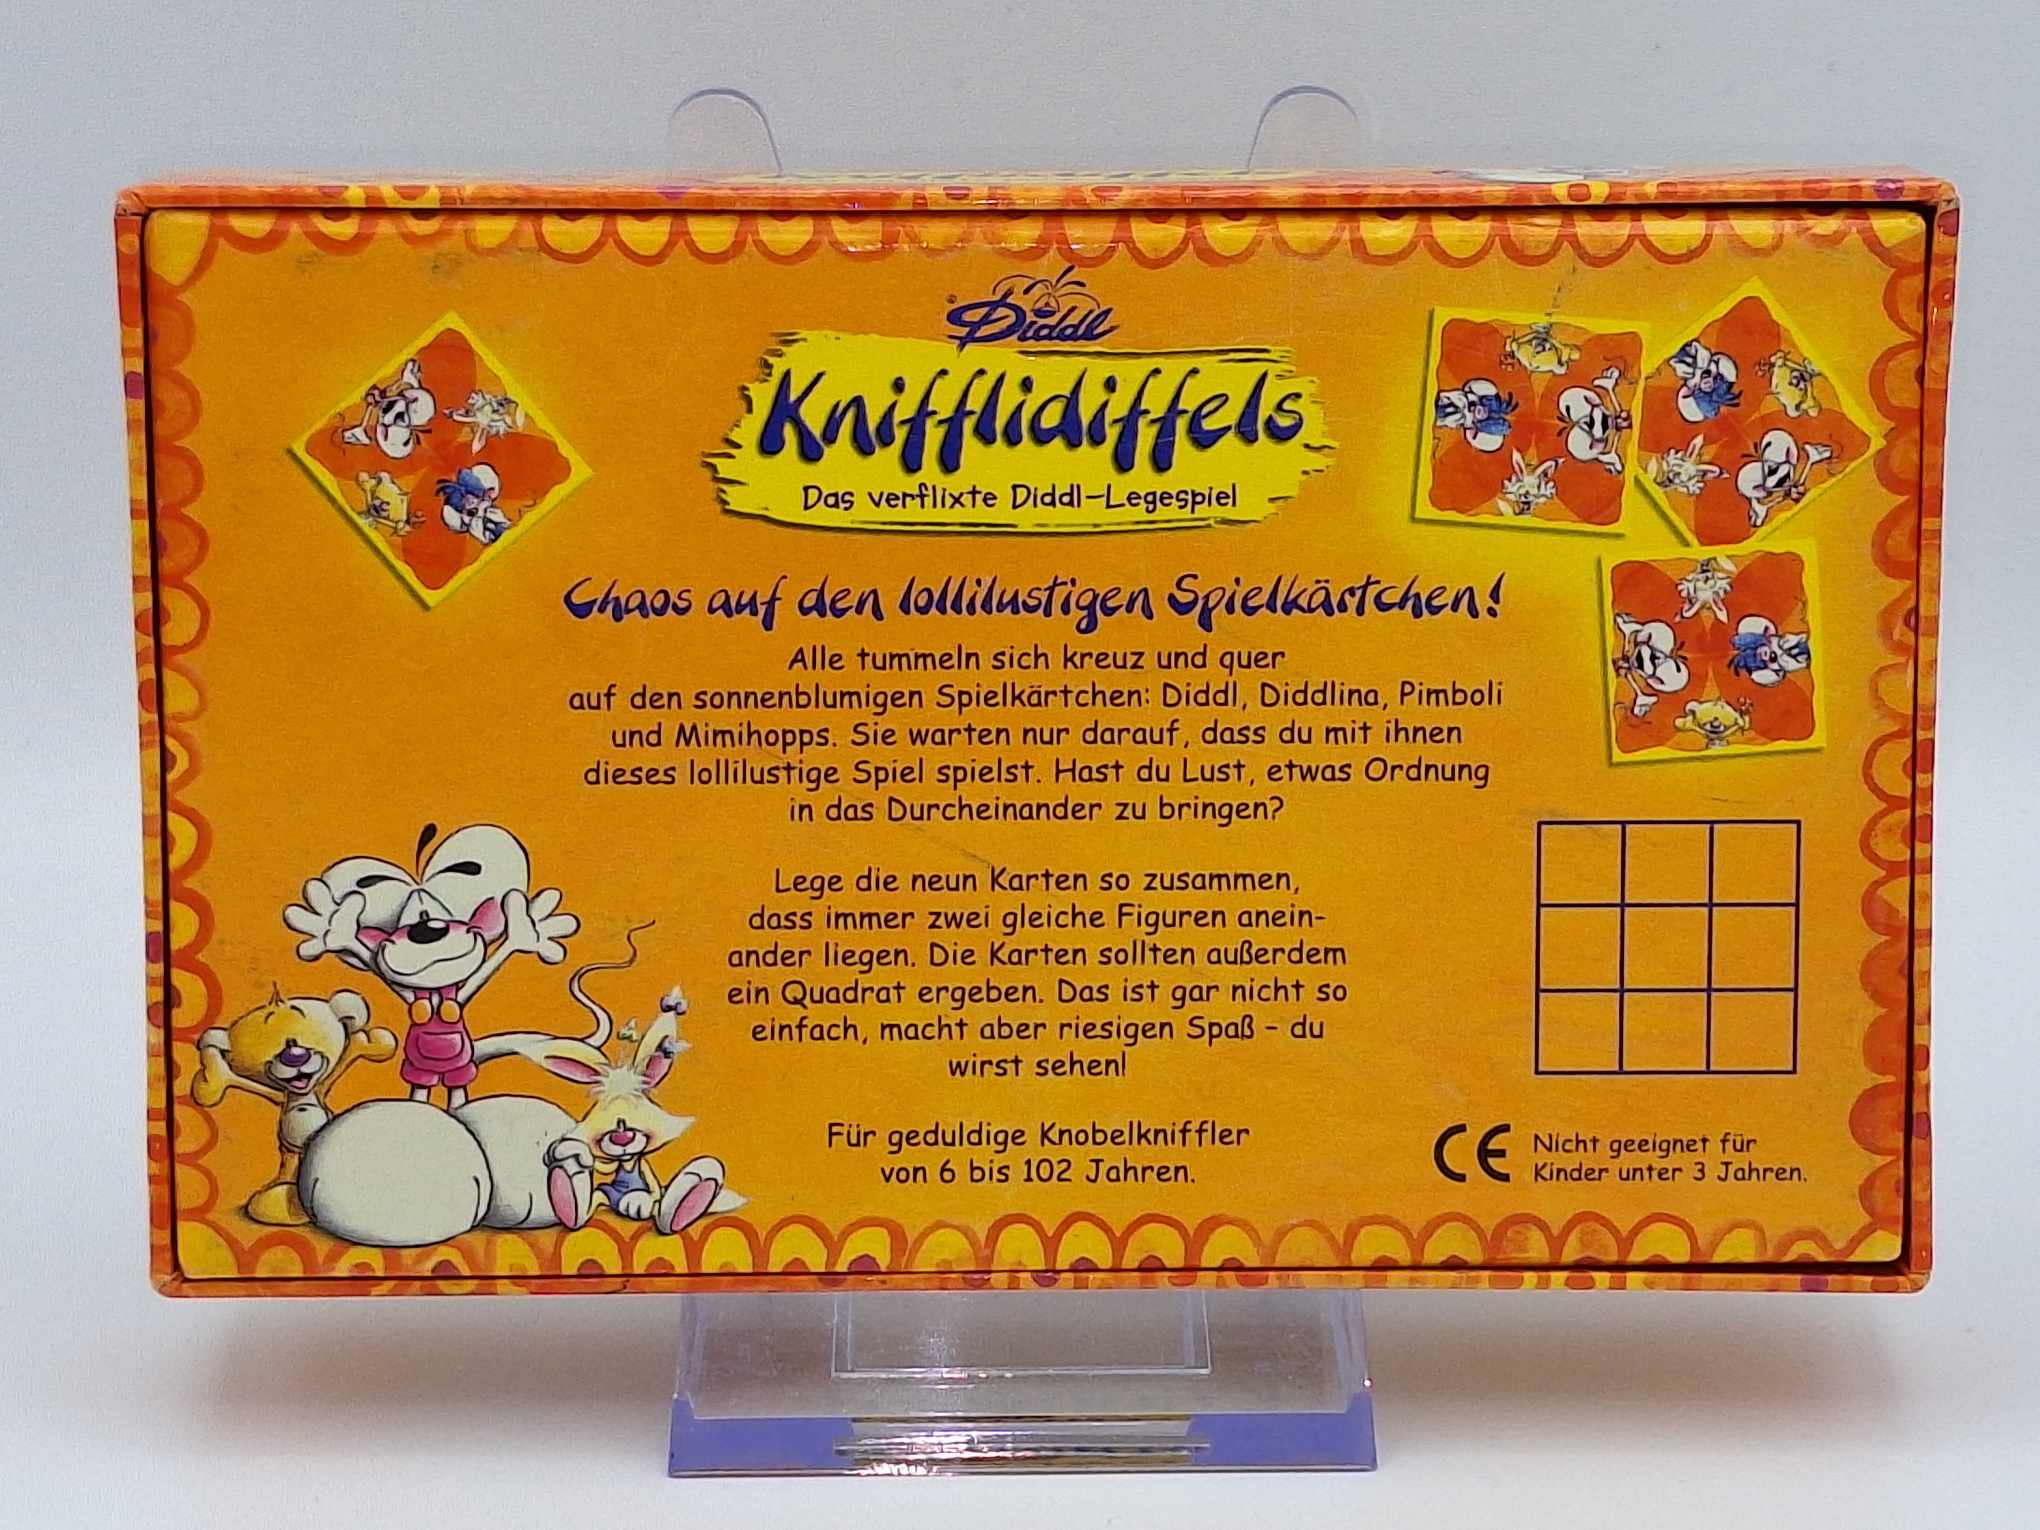 Diddl
Knifflidiffels
Das verflixte Diddl-Legespiel
Chaos auf den lollilustigen Spielkärtchen!
Alle tummeln sich kreuz und quer
auf den sonnenblumigen Spielkärtchen: Diddl, Diddlina, Pimboli
und Mimihopps. Sie warten nur darauf, dass du mit ihnen
dieses lollilustige Spiel spielst. Hast du Lust, etwas Ordnung
in das Durcheinander zu bringen?
Lege die neun Karten so zusammen,
dass immer zwei gleiche Figuren anein-
ander liegen. Die Karten sollten außerdem
ein Quadrat ergeben. Das ist gar nicht so
einfach, macht aber riesigen Spaß – du
wirst sehen!
Für geduldige Knobelkniffler
von 6 bis 102 Jahren.
CE Nicht geeignet für
Kinder unter 3 Jahren.